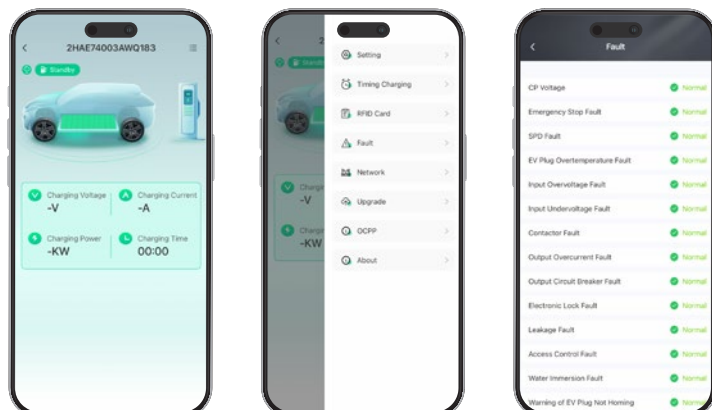 2HAE74003AWQ183
Standby
Charging Voltage
-V
Charging Current
-A
Charging Power
-KW
Charging Time
00:00
2
Standb
Setting
Timing Charging
RFID Card
Fault
Network
Upgrade
OCPP
About
Chargin
-V
Chargin
-KW
Fault
CP Voltage Normal
Emergency Stop Fault Normal
SPD Fault Normal
EV Plug Overtemperature Fault Normal
Input Overvoltage Fault Normal
Input Undervoltage Fault Normal
Contactor Fault Normal
Output Overcurrent Fault Normal
Output Circuit Breaker Fault Normal
Electronic Lock Fault Normal
Leakage Fault Normal
Access Control Fault Normal
Water Immersion Fault Normal
Warning of EV Plug Not Homing Normal